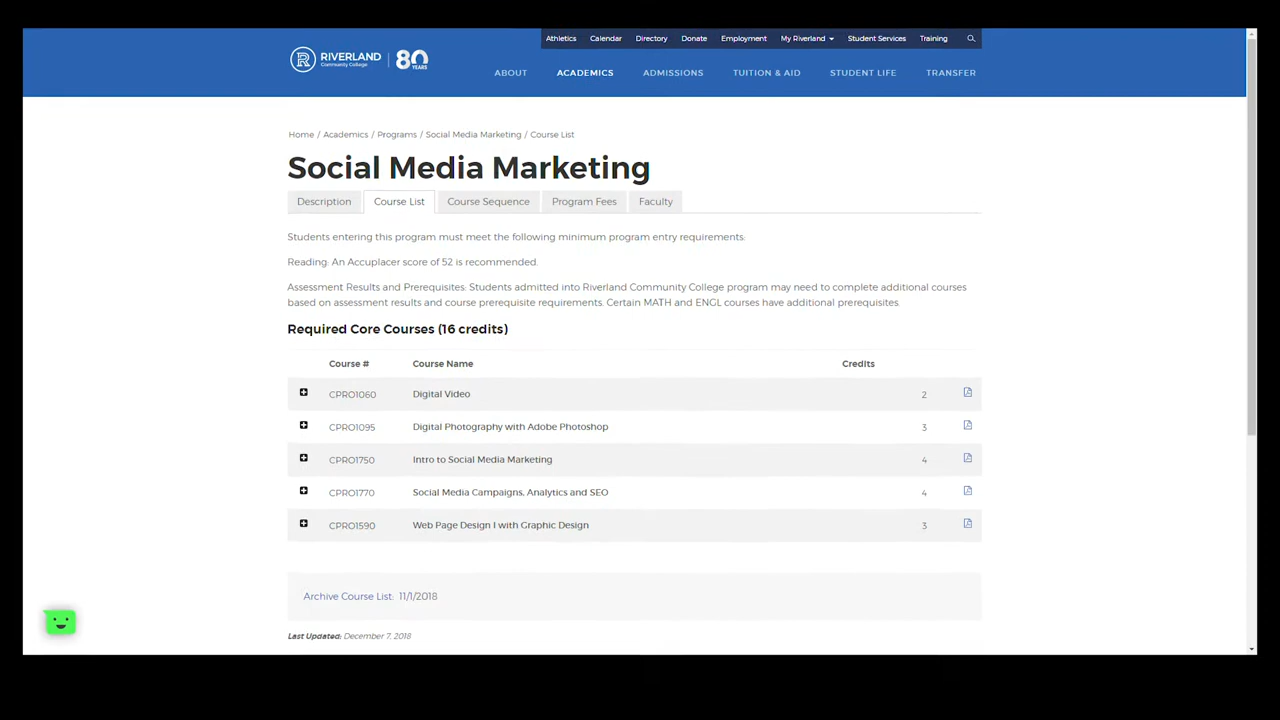 Athletics Calendar Directory Donate Employment My Riverland Student Services Training
RIVERLAND
Community College
80
YEARS
ABOUT ACADEMICS ADMISSIONS TUITION & AID STUDENT LIFE TRANSFER
Home / Academics / Programs / Social Media Marketing / Course List
Social Media Marketing
Description Course List Course Sequence Program Fees Faculty
Students entering this program must meet the following minimum program entry requirements:
Reading: An Accuplacer score of 52 is recommended.
Assessment Results and Prerequisites: Students admitted into Riverland Community College program may need to complete additional courses
based on assessment results and course prerequisite requirements. Certain MATH and ENGL courses have additional prerequisites.
Required Core Courses (16 credits)
Course # Course Name Credits
CPRO1060 Digital Video 2
CPRO1095 Digital Photography with Adobe Photoshop 3
CPRO1750 Intro to Social Media Marketing 4
CPRO1770 Social Media Campaigns, Analytics and SEO 4
CPRO1590 Web Page Design I with Graphic Design 3
Archive Course List: 11/1/2018
Last Updated: December 7, 2018